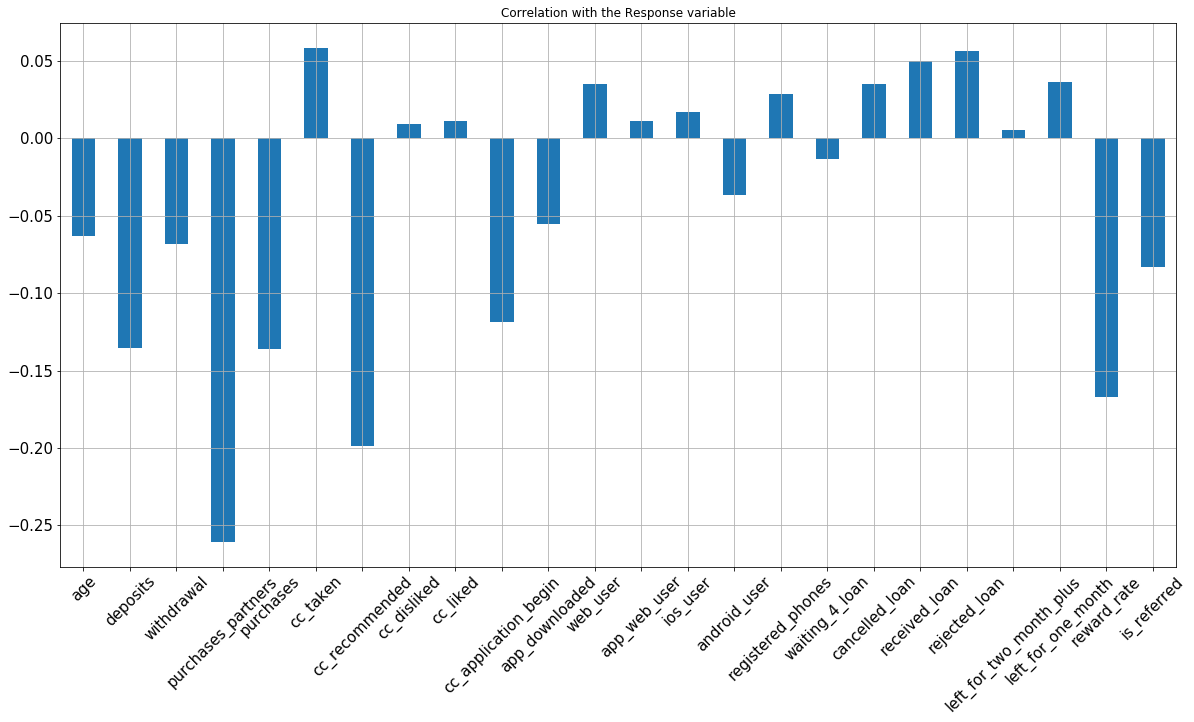 Correlation with the Response variable
0.05
0.00
−0.05
−0.10
−0.15
−0.20
−0.25
age
deposits
withdrawal
purchases_partners
purchases
cc_taken
cc_recommended
cc_disliked
cc_liked
cc_application_begin
app_downloaded
web_user
app_web_user
ios_user
android_user
registered_phones
waiting_4_loan
cancelled_loan
received_loan
rejected_loan
left_for_two_month_plus
left_for_one_month
reward_rate
is_referred